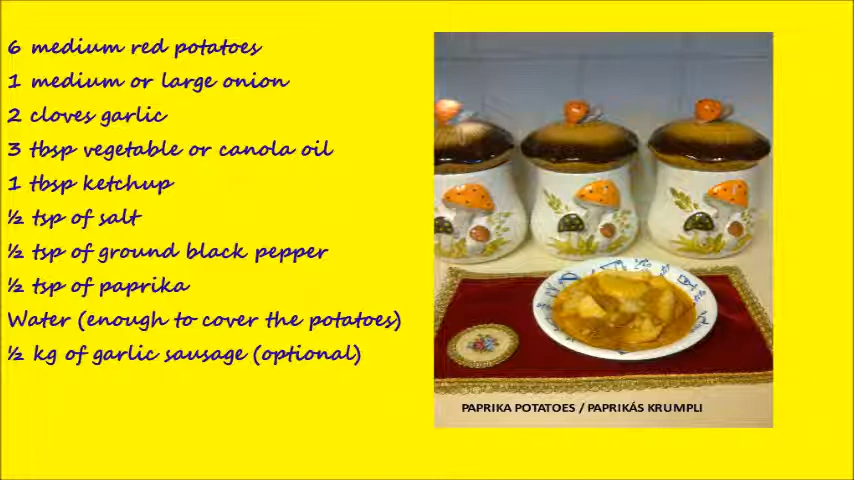 6 medium red potatoes
1 medium or large onion
2 cloves garlic
3 tbsp vegetable or canola oil
1 tbsp ketchup
½ tsp of salt
½ tsp of ground black pepper
½ tsp of paprika
Water (enough to cover the potatoes)
½ kg of garlic sausage (optional)
PAPRIKA POTATOES / PAPRIKÁS KRUMPLI